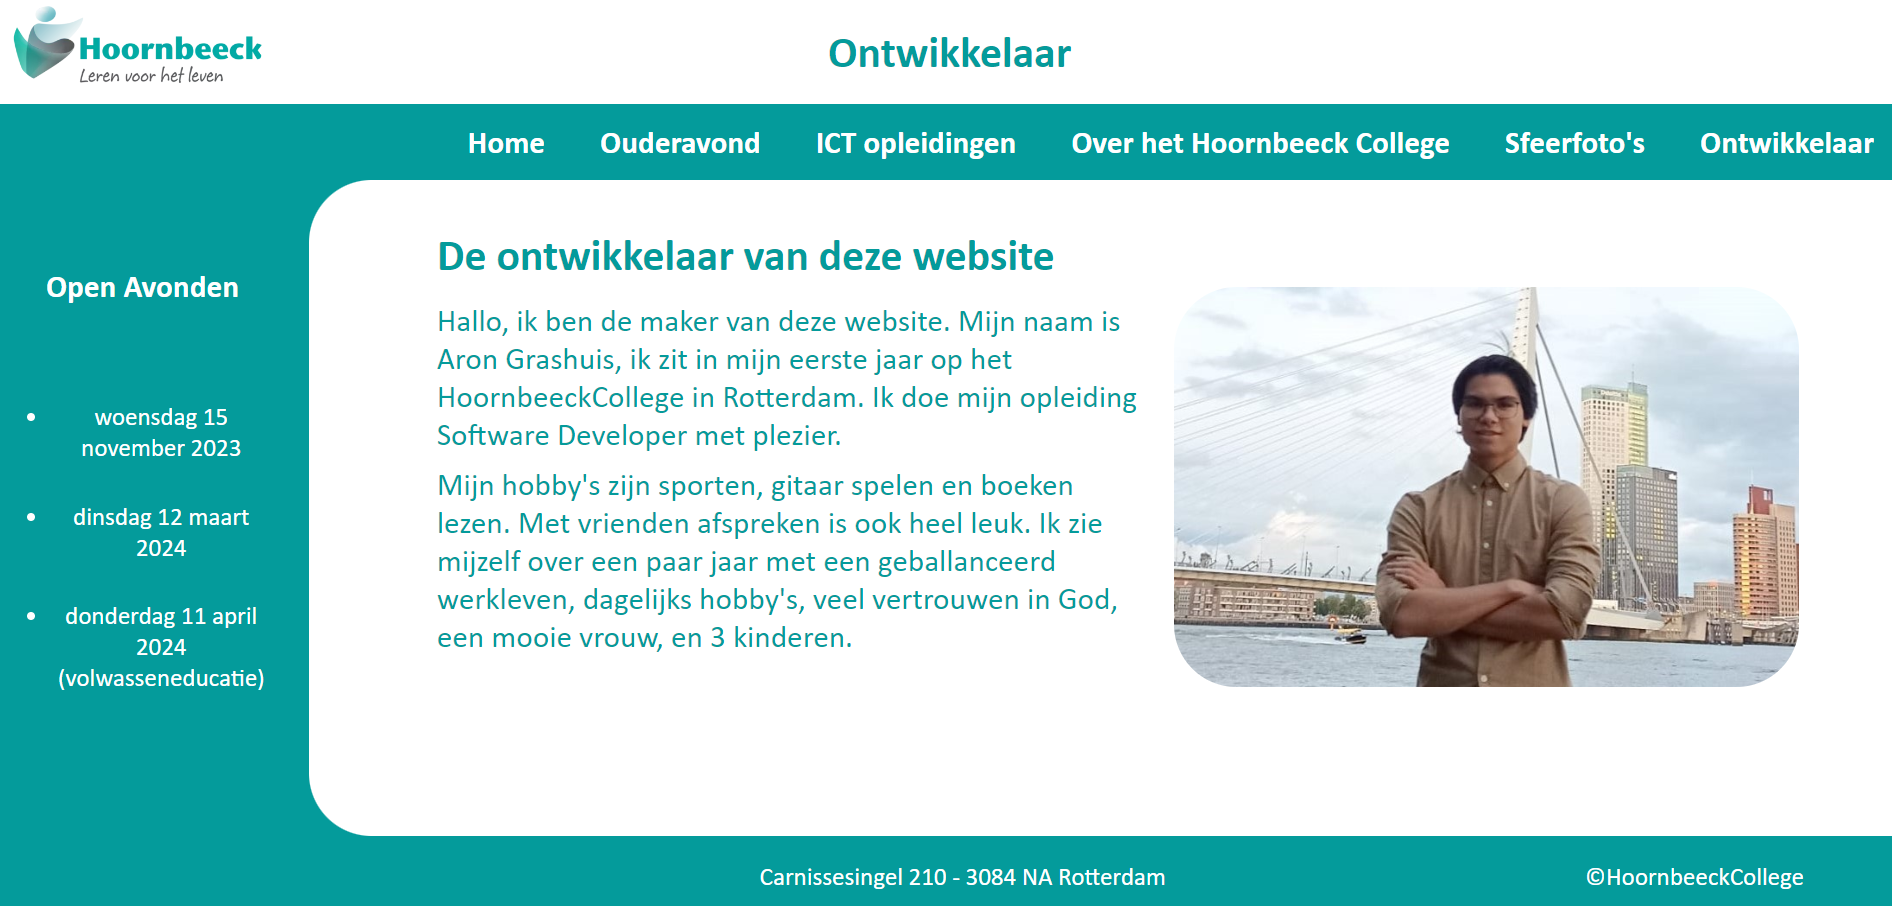 Hoornbeeck
Leren voor het leven
Ontwikkelaar
Home Ouderavond ICT opleidingen Over het Hoornbeeck College Sfeerfoto's Ontwikkelaar
Open Avonden
• woensdag 15
november 2023
• dinsdag 12 maart
2024
• donderdag 11 april
2024
(volwasseneducatie)
De ontwikkelaar van deze website
Hallo, ik ben de maker van deze website. Mijn naam is
Aron Grashuis, ik zit in mijn eerste jaar op het
HoornbeeckCollege in Rotterdam. Ik doe mijn opleiding
Software Developer met plezier.
Mijn hobby's zijn sporten, gitaar spelen en boeken
lezen. Met vrienden afspreken is ook heel leuk. Ik zie
mijzelf over een paar jaar met een geballanceerd
werkleven, dagelijks hobby's, veel vertrouwen in God,
een mooie vrouw, en 3 kinderen.
Carnissesingel 210 - 3084 NA Rotterdam
©HoornbeeckCollege